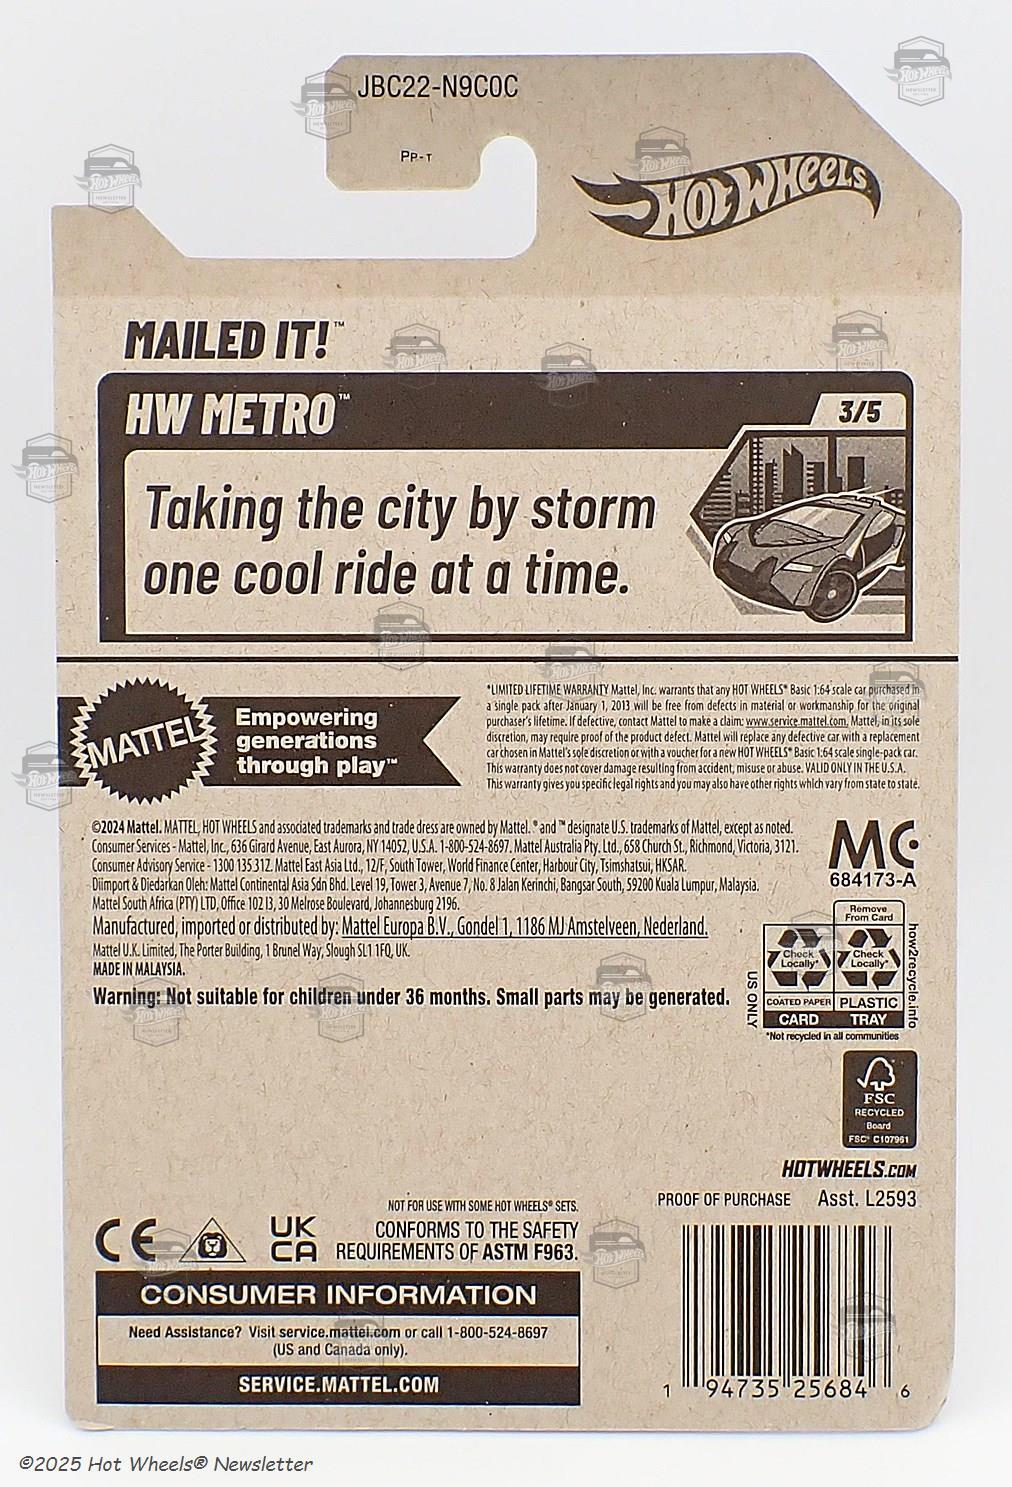 JBC22-N9C0C
Pp-T
HOT WHEELS
MAILED IT!™
HW METRO™
3/5
Taking the city by storm
one cool ride at a time.
MATTEL
Empowering
generations
through play™
*LIMITED LIFETIME WARRANTY Mattel, Inc. warrants that any HOT WHEELS® Basic 1:64 scale car purchased in
a single pack after January 1, 2013 will be free from defects in material or workmanship for the original
purchaser's lifetime. If defective, contact Mattel to make a claim: www.service.mattel.com. Mattel, in its sole
discretion, may require proof of the product defect. Mattel will replace any defective car with a replacement
car chosen in Mattel's sole discretion or with a voucher for a new HOT WHEELS® Basic 1:64 scale single-pack car.
This warranty does not cover damage resulting from accident, misuse or abuse. VALID ONLY IN THE U.S.A.
This warranty gives you specific legal rights and you may also have other rights which vary from state to state.
©2024 Mattel. MATTEL, HOT WHEELS and associated trademarks and trade dress are owned by Mattel. ® and ™ designate U.S. trademarks of Mattel, except as noted.
Consumer Services - Mattel, Inc., 636 Girard Avenue, East Aurora, NY 14052, U.S.A. 1-800-524-8697. Mattel Australia Pty. Ltd., 658 Church St., Richmond, Victoria, 3121.
Consumer Advisory Service - 1300 135 312. Mattel East Asia Ltd., 12/F, South Tower, World Finance Center, Harbour City, Tsimshatsui, HKSAR.
Diimport & Diedarkan Oleh: Mattel Continental Asia Sdn Bhd. Level 19, Tower 3, Avenue 7, No. 8 Jalan Kerinchi, Bangsar South, 59200 Kuala Lumpur, Malaysia.
Mattel South Africa (PTY) LTD, Office 102 I3, 30 Melrose Boulevard, Johannesburg 2196.
Manufactured, imported or distributed by: Mattel Europa B.V., Gondel 1, 1186 MJ Amstelveen, Nederland.
Mattel U.K. Limited, The Porter Building, 1 Brunel Way, Slough SL1 1FQ, UK.
MADE IN MALAYSIA.
Warning: Not suitable for children under 36 months. Small parts may be generated.
MC
684173-A
Remove
From Card
Check
Locally*
Check
Locally*
COATED PAPER
PLASTIC
CARD
TRAY
US ONLY
how2recycle.info
*Not recycled in all communities
FSC
RECYCLED
Board
FSC® C107961
HOTWHEELS.COM
PROOF OF PURCHASE Asst. L2593
NOT FOR USE WITH SOME HOT WHEELS® SETS.
CE
UK
CA
CONFORMS TO THE SAFETY
REQUIREMENTS OF ASTM F963.
CONSUMER INFORMATION
Need Assistance? Visit service.mattel.com or call 1-800-524-8697
(US and Canada only).
SERVICE.MATTEL.COM
1 94735 25684 6
©2025 Hot Wheels® Newsletter